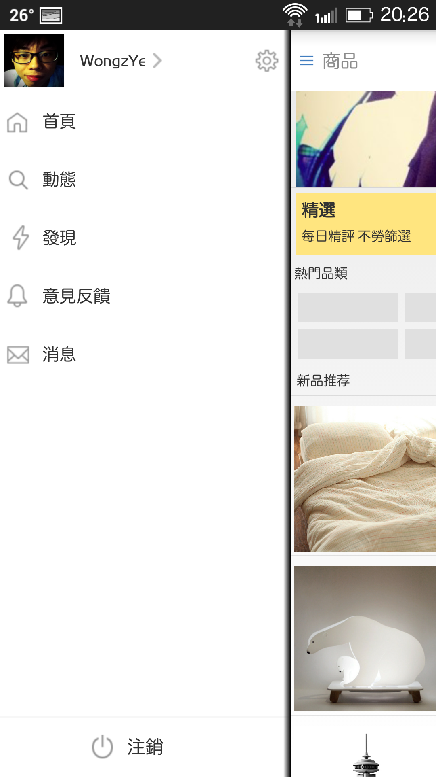 26°
20:26
WongzYe
首頁
動態
發現
意見反饋
消息
注銷
商品
精選
每日精評 不勞篩選
熱門品類
新品推荐